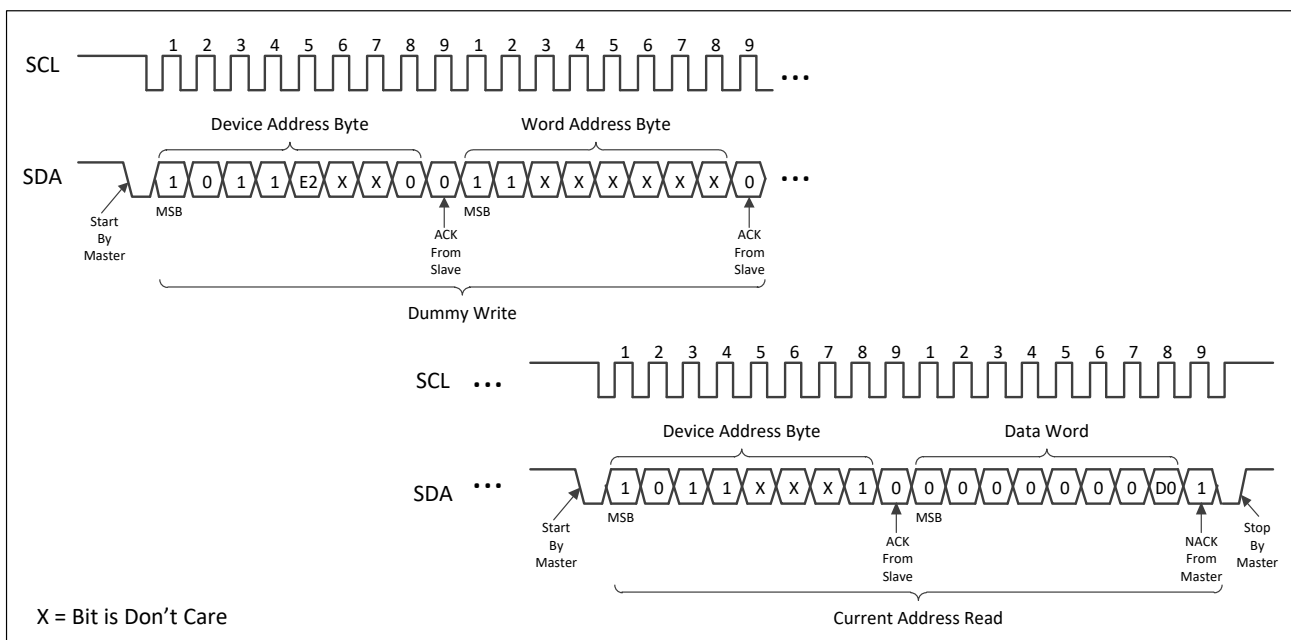 1 2 3 4 5 6 7 8 9 1 2 3 4 5 6 7 8 9
SCL ...
Device Address Byte Word Address Byte
SDA 1 0 1 1 E2 X X 0 0 1 1 X X X X X X 0 ...
MSB MSB
Start By Master
ACK From Slave
ACK From Slave
Dummy Write
1 2 3 4 5 6 7 8 9 1 2 3 4 5 6 7 8 9
SCL ...
Device Address Byte Data Word
SDA ... 1 0 1 1 X X X 1 0 0 0 0 0 0 0 0 D0 1
MSB MSB
Start By Master
ACK From Slave
NACK From Master
Stop By Master
X = Bit is Don’t Care
Current Address Read